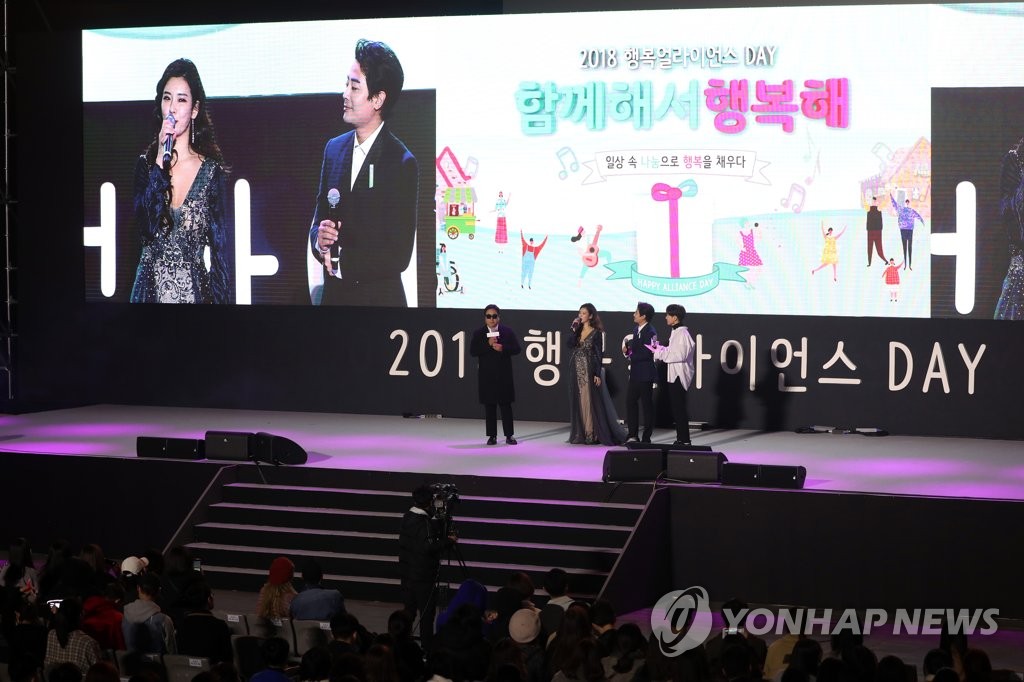 2018 행복얼라이언스 DAY
함께해서행복해
일상 속 나눔으로 행복을 채우다
HAPPY ALLIANCE DAY
201 행 라이언스 DAY
YONHAP NEWS